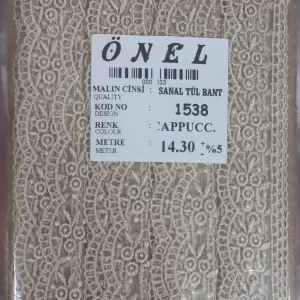 ÖNEL
MALIN CİNSİ : SANAL TÜL BANT
QUALITY
KOD NO : 1538
DESIGN
RENK : CAPPUCC.
COLOUR
METRE : 14.30 +-%5
METER